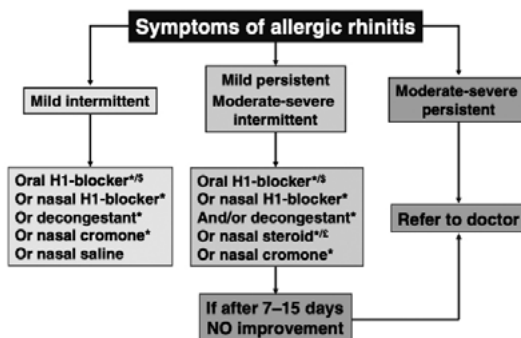 Symptoms of allergic rhinitis
Mild intermittent
Mild persistent
Moderate-severe
intermittent
Moderate-severe
persistent
Oral H1-blocker*/$
Or nasal H1-blocker*
Or decongestant*
Or nasal cromone*
Or nasal saline
Oral H1-blocker*/$
Or nasal H1-blocker*
And/or decongestant*
Or nasal steroid*/£
Or nasal cromone*
Refer to doctor
If after 7–15 days
NO improvement